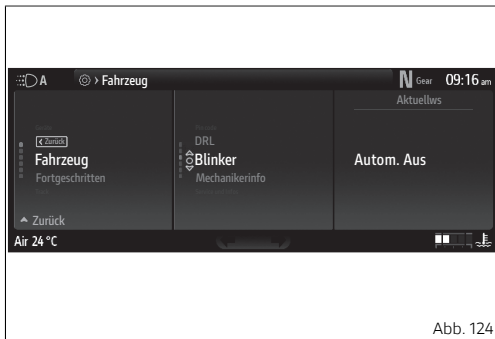 A Fahrzeug N Gear 09:16 am
Aktuellws
Zurück
DRL
Fahrzeug Blinker Autom. Aus
Fortgeschritten Mechanikerinfo
Zurück
Air 24 °C
Abb. 124